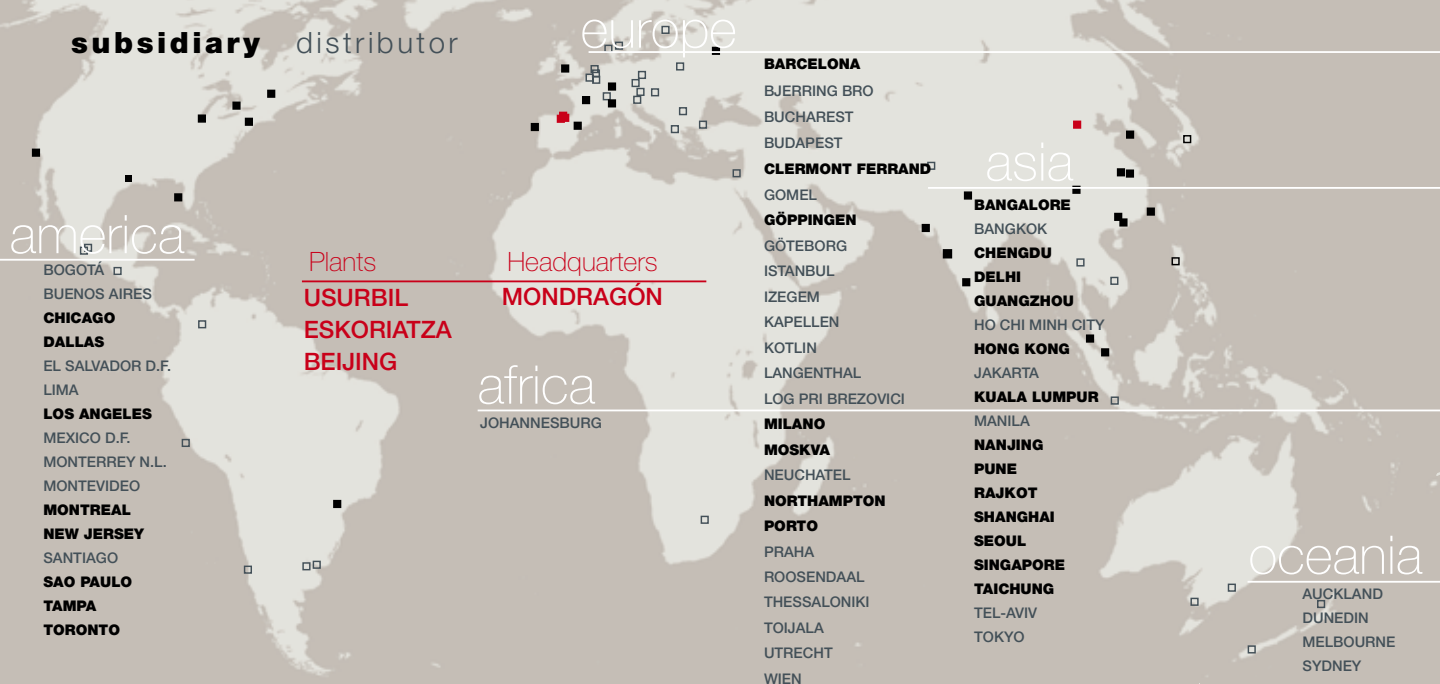 subsidiary distributor
america
BOGOTÁ
BUENOS AIRES
CHICAGO
DALLAS
EL SALVADOR D.F.
LIMA
LOS ANGELES
MEXICO D.F.
MONTERREY N.L.
MONTEVIDEO
MONTREAL
NEW JERSEY
SANTIAGO
SAO PAULO
TAMPA
TORONTO
Plants
USURBIL
ESKORIATZA
BEIJING
Headquarters
MONDRAGÓN
africa
JOHANNESBURG
europe
BARCELONA
BJERRING BRO
BUCHAREST
BUDAPEST
CLERMONT FERRAND
GOMEL
GÖPPINGEN
GÖTEBORG
ISTANBUL
IZEGEM
KAPELLEN
KOTLIN
LANGENTHAL
LOG PRI BREZOVICI
MILANO
MOSKVA
NEUCHATEL
NORTHAMPTON
PORTO
PRAHA
ROOSENDAAL
THESSALONIKI
TOIJALA
UTRECHT
WIEN
asia
BANGALORE
BANGKOK
CHENGDU
DELHI
GUANGZHOU
HO CHI MINH CITY
HONG KONG
JAKARTA
KUALA LUMPUR
MANILA
NANJING
PUNE
RAJKOT
SHANGHAI
SEOUL
SINGAPORE
TAICHUNG
TEL-AVIV
TOKYO
oceania
AUCKLAND
DUNEDIN
MELBOURNE
SYDNEY